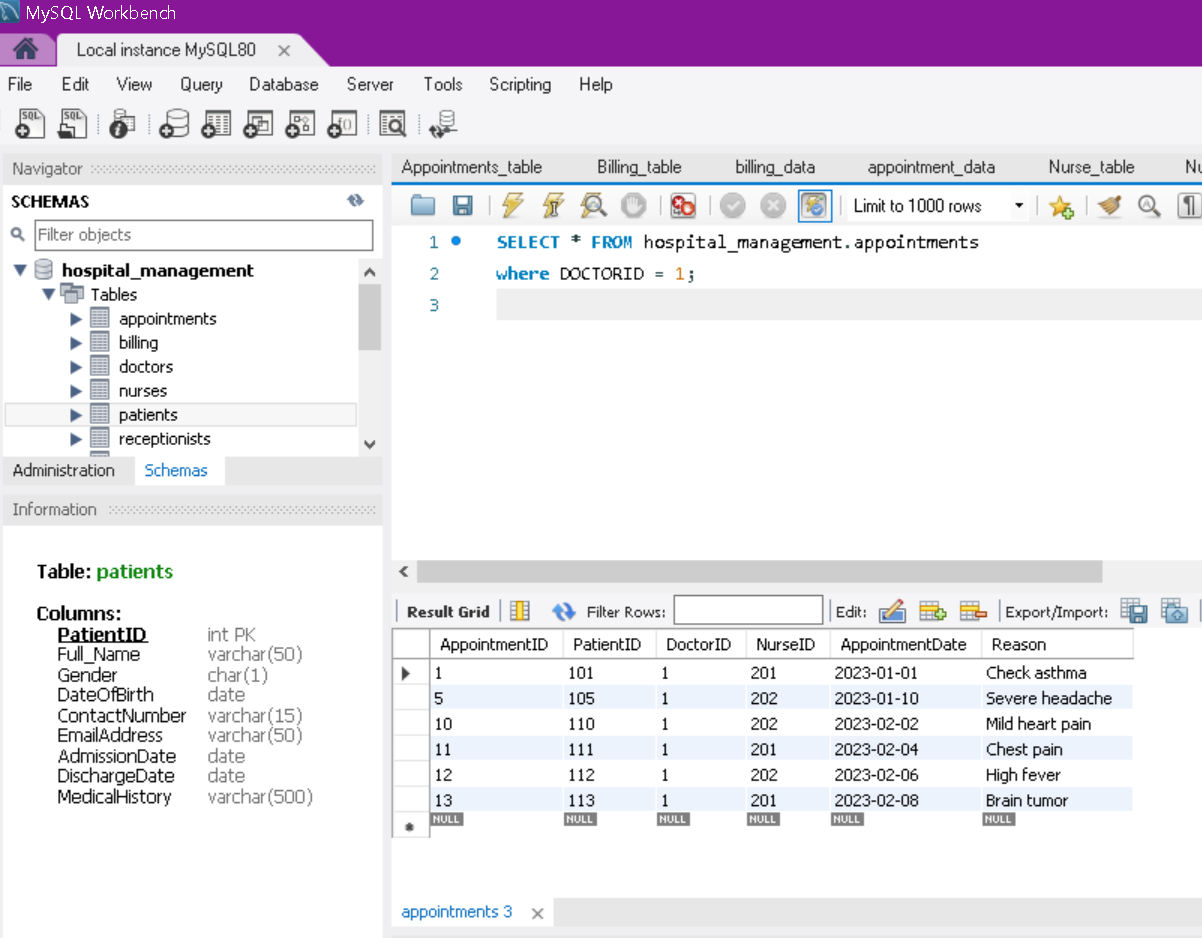 MySQL Workbench
Local instance MySQL80
File Edit View Query Database Server Tools Scripting Help
SQL SQL
Navigator
SCHEMAS
Filter objects
hospital_management
Tables
appointments
billing
doctors
nurses
patients
receptionists
Administration Schemas
Information
Table: patients
Columns:
PatientID int PK
Full_Name varchar(50)
Gender char(1)
DateOfBirth date
ContactNumber varchar(15)
EmailAddress varchar(50)
AdmissionDate date
DischargeDate date
MedicalHistory varchar(500)
Appointments_table Billing_table billing_data appointment_data Nurse_table Nu
Limit to 1000 rows
1 SELECT * FROM hospital_management.appointments
2 where DOCTORID = 1;
3
Result Grid Filter Rows: Edit: Export/Import:
AppointmentID PatientID DoctorID NurseID AppointmentDate Reason
1 101 1 201 2023-01-01 Check asthma
5 105 1 202 2023-01-10 Severe headache
10 110 1 202 2023-02-02 Mild heart pain
11 111 1 201 2023-02-04 Chest pain
12 112 1 202 2023-02-06 High fever
13 113 1 201 2023-02-08 Brain tumor
NULL NULL NULL NULL NULL NULL
appointments 3